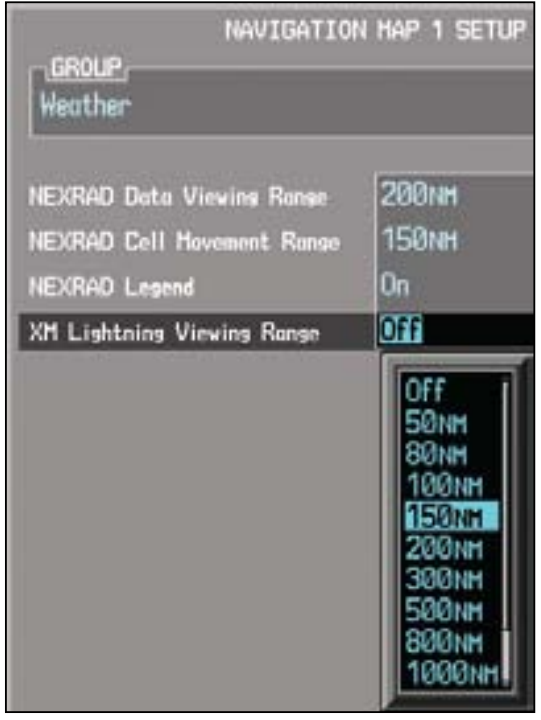 NAVIGATION MAP 1 SETUP
GROUP
Weather
NEXRAD Data Viewing Range 200NM
NEXRAD Cell Movement Range 150NM
NEXRAD Legend On
XM Lightning Viewing Range Off
Off
50NM
80NM
100NM
150NM
200NM
300NM
500NM
800NM
1000NM